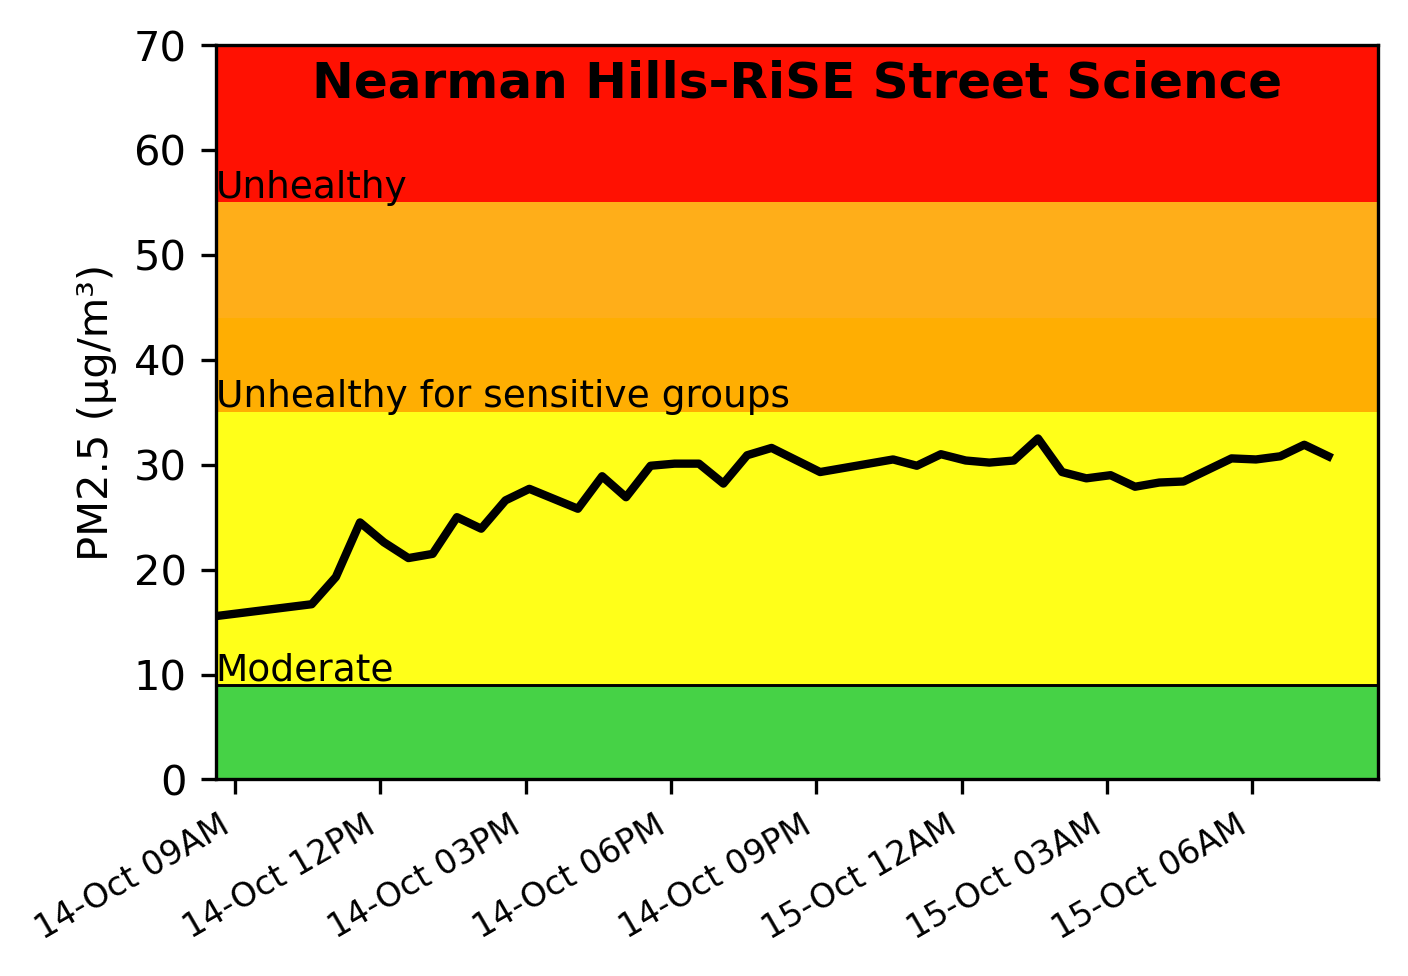 Nearman Hills-RiSE Street Science
70
60
50
40
30
20
10
0
PM2.5 (µg/m³)
Unhealthy
Unhealthy for sensitive groups
Moderate
14-Oct 09AM
14-Oct 12PM
14-Oct 03PM
14-Oct 06PM
14-Oct 09PM
15-Oct 12AM
15-Oct 03AM
15-Oct 06AM